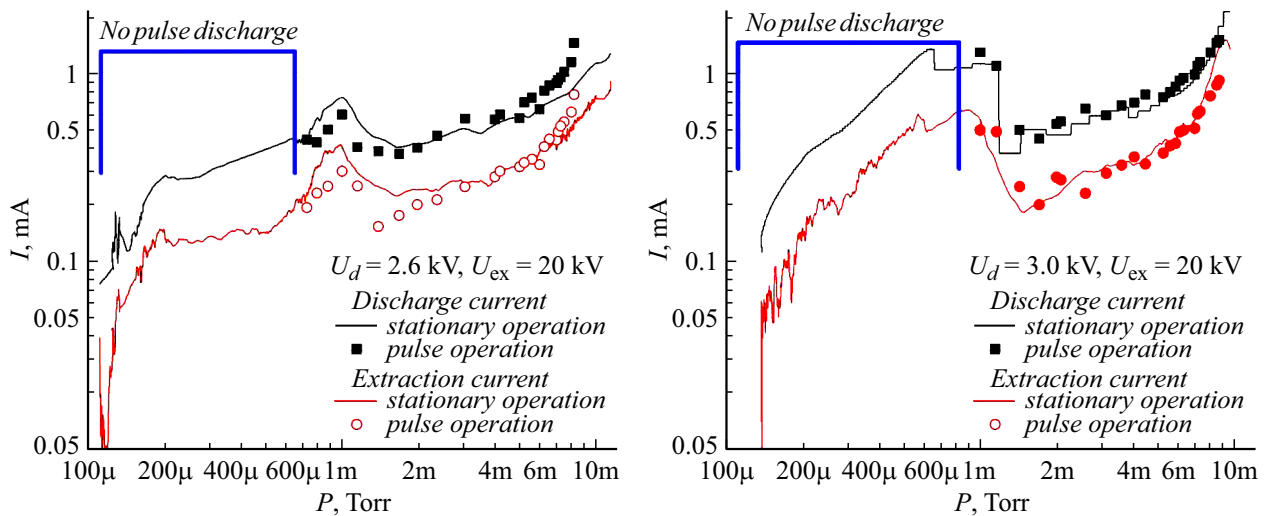 No pulse discharge
1
0.5
0.1
0.05
0.05
I, mA
U_d = 2.6 kV, U_ex = 20 kV
Discharge current
stationary operation
pulse operation
Extraction current
stationary operation
pulse operation
100μ 200μ 400μ 600μ 1m 2m 4m 6m 10m
P, Torr
No pulse discharge
1
0.5
0.1
0.05
0.05
I, mA
U_d = 3.0 kV, U_ex = 20 kV
Discharge current
stationary operation
pulse operation
Extraction current
stationary operation
pulse operation
100μ 200μ 400μ 600μ 1m 2m 4m 6m 10m
P, Torr